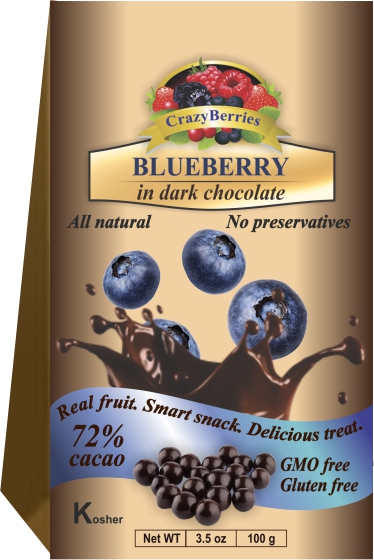 CrazyBerries
BLUEBERRY
in dark chocolate
All natural No preservatives
Real fruit. Smart snack. Delicious treat.
72%
cacao
GMO free
Gluten free
Kosher
Net WT 3.5 oz 100 g